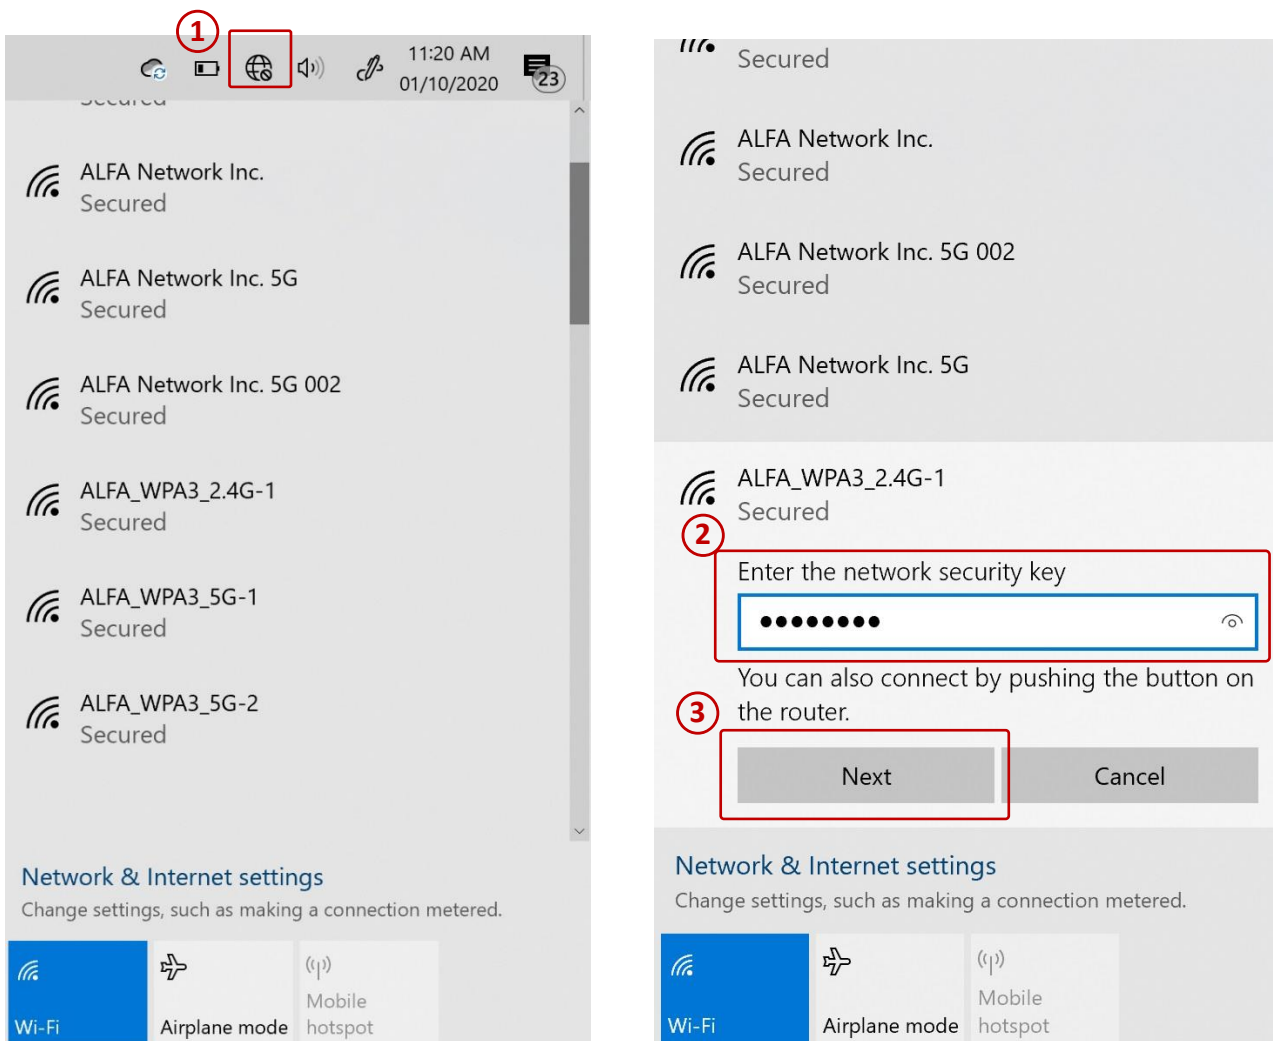 1
11:20 AM
01/10/2020
23
ALFA Network Inc.
Secured
ALFA Network Inc. 5G
Secured
ALFA Network Inc. 5G 002
Secured
ALFA_WPA3_2.4G-1
Secured
ALFA_WPA3_5G-1
Secured
ALFA_WPA3_5G-2
Secured
Network & Internet settings
Change settings, such as making a connection metered.
Wi-Fi
Airplane mode
Mobile
hotspot
Secured
ALFA Network Inc.
Secured
ALFA Network Inc. 5G 002
Secured
ALFA Network Inc. 5G
Secured
ALFA_WPA3_2.4G-1
Secured
2
Enter the network security key
●●●●●●●●
You can also connect by pushing the button on
the router.
3
Next
Cancel
Network & Internet settings
Change settings, such as making a connection metered.
Wi-Fi
Airplane mode
Mobile
hotspot